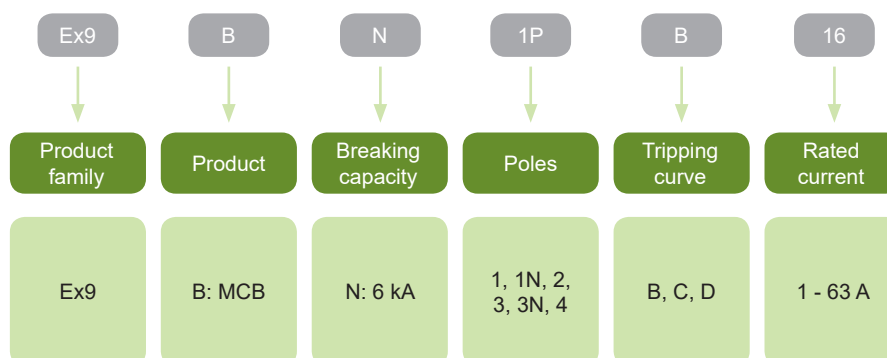 Ex9 B N 1P B 16
Product family
Product
Breaking capacity
Poles
Tripping curve
Rated current
Ex9
B: MCB
N: 6 kA
1, 1N, 2,
3, 3N, 4
B, C, D
1 - 63 A